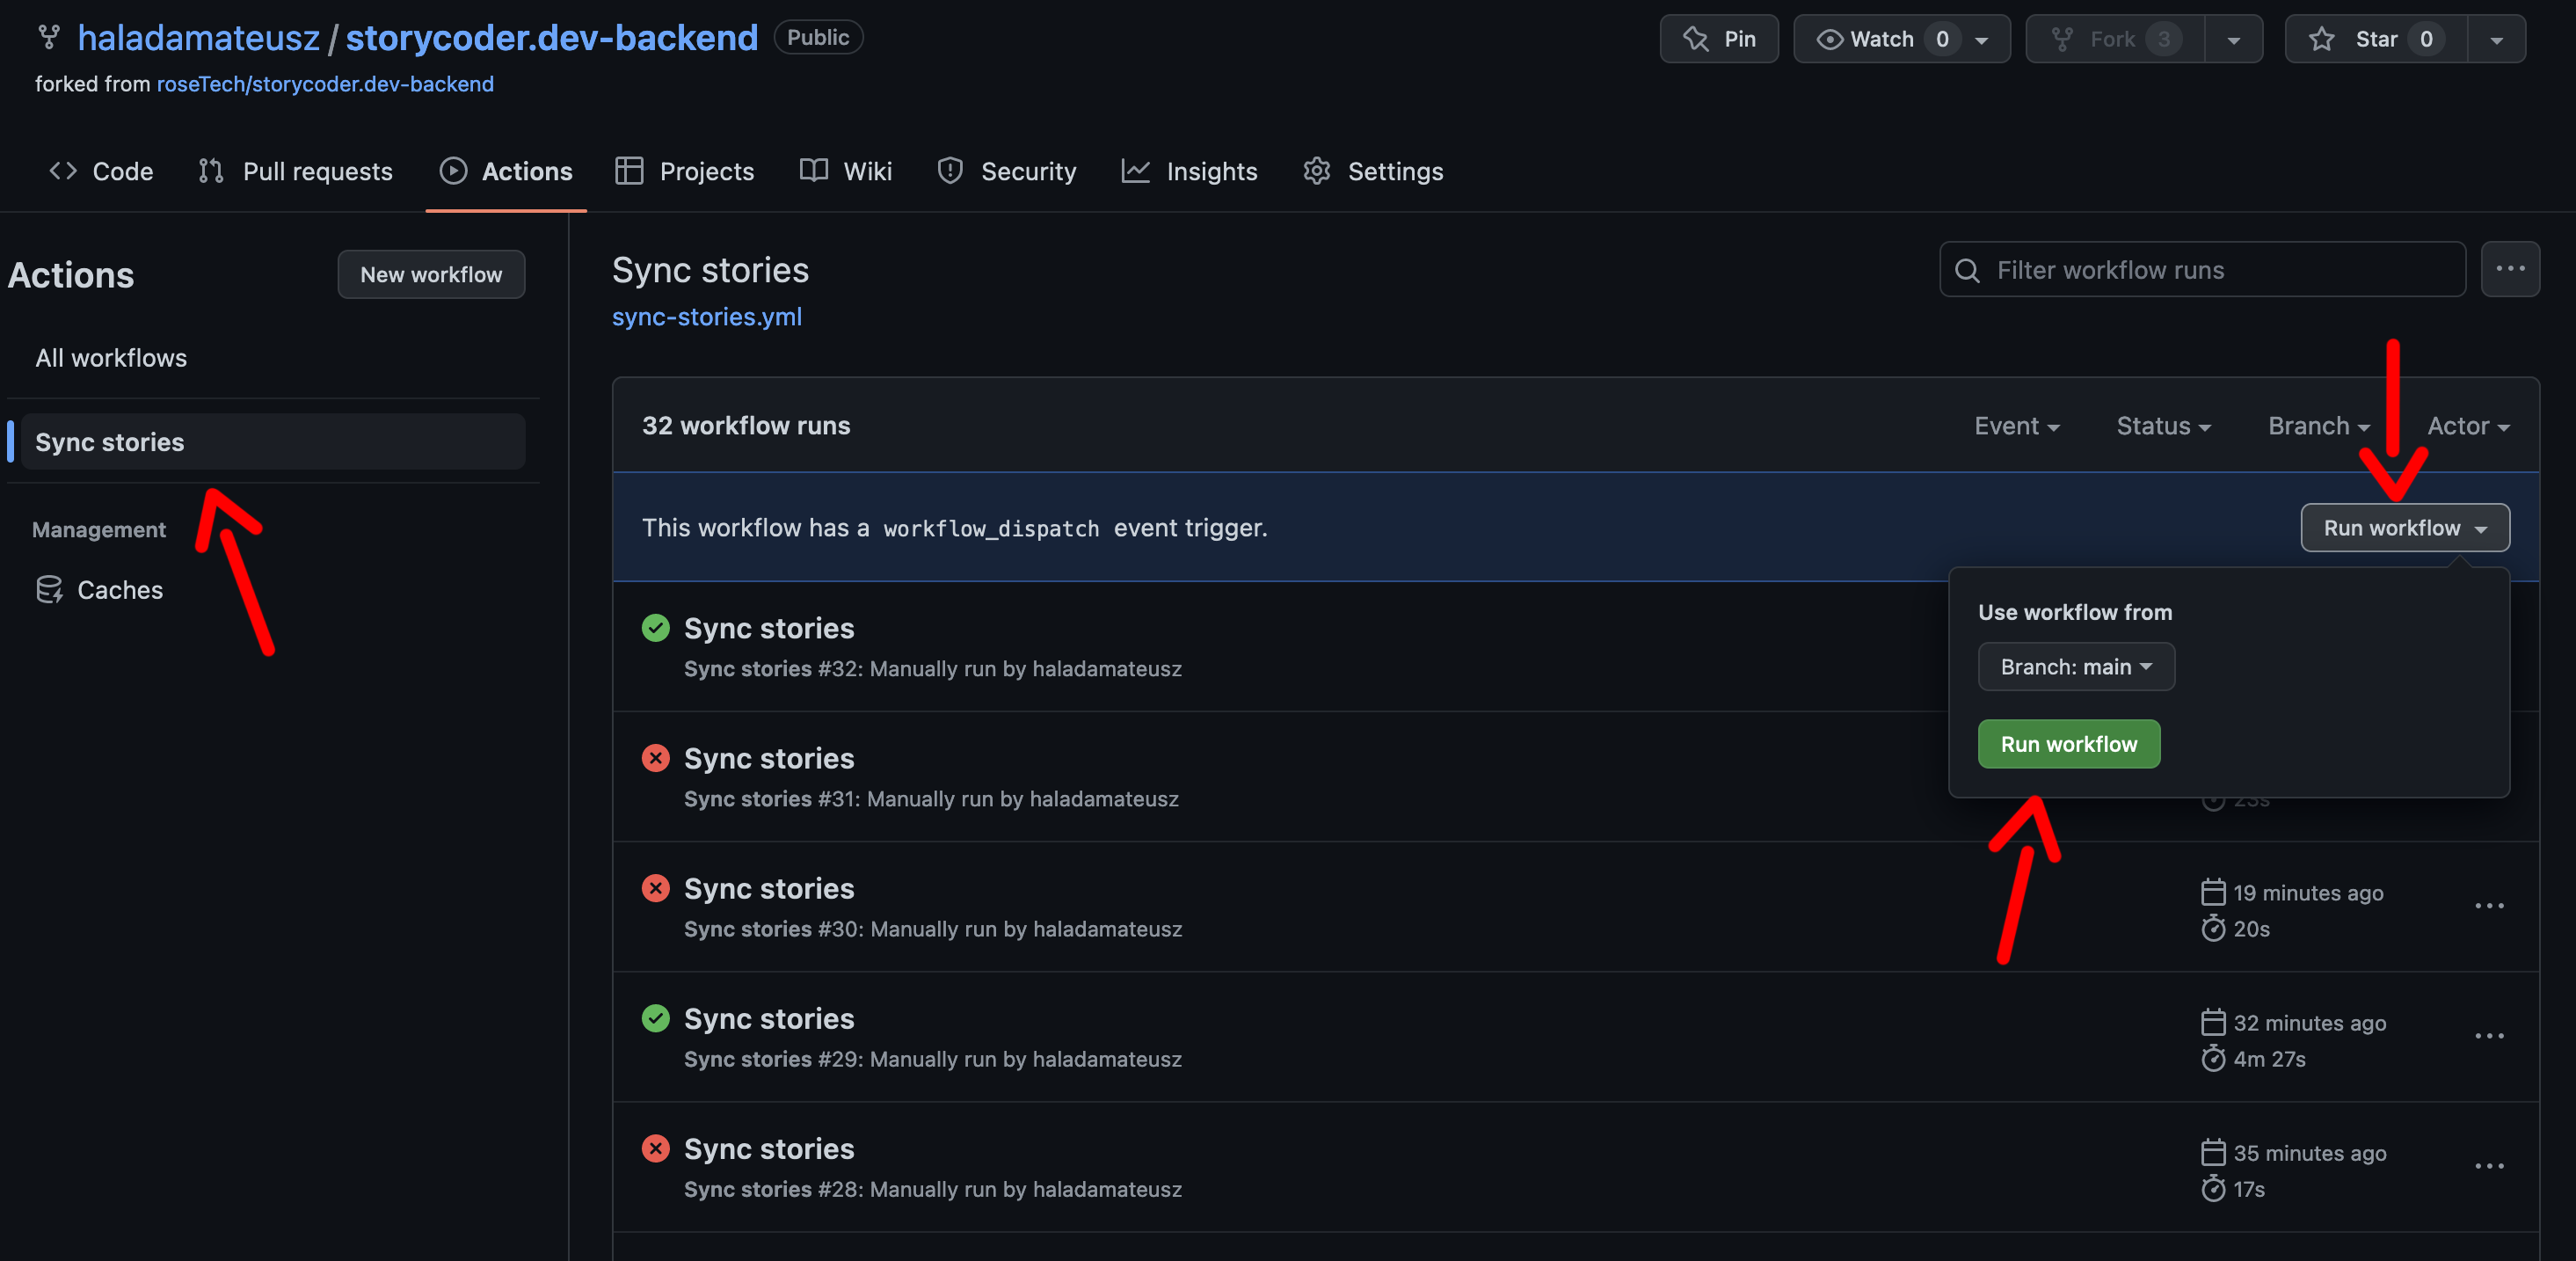 haladamateusz / storycoder.dev-backend Public
Pin
Watch 0
Fork 3
Star 0
forked from roseTech/storycoder.dev-backend
Code
Pull requests
Actions
Projects
Wiki
Security
Insights
Settings
Actions
New workflow
All workflows
Sync stories
Management
Caches
Sync stories
sync-stories.yml
Filter workflow runs
32 workflow runs
Event
Status
Branch
Actor
This workflow has a workflow_dispatch event trigger.
Run workflow
Use workflow from
Branch: main
Run workflow
Sync stories
Sync stories #32: Manually run by haladamateusz
Sync stories
Sync stories #31: Manually run by haladamateusz
23s
Sync stories
Sync stories #30: Manually run by haladamateusz
19 minutes ago
20s
Sync stories
Sync stories #29: Manually run by haladamateusz
32 minutes ago
4m 27s
Sync stories
Sync stories #28: Manually run by haladamateusz
35 minutes ago
17s